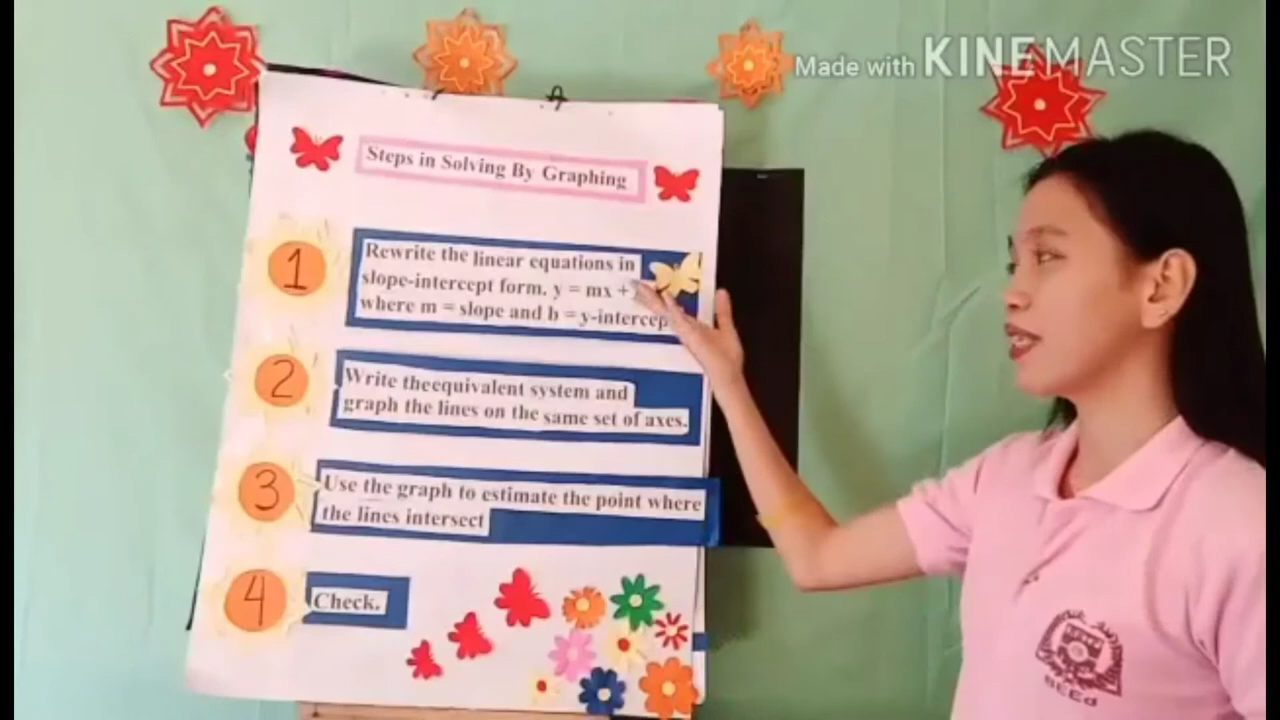 Made with KINEMASTER
Steps in Solving By Graphing
1
Rewrite the linear equations in
slope-intercept form. y = mx +
where m = slope and b = y-intercep
2
Write theequivalent system and
graph the lines on the same set of axes.
3
Use the graph to estimate the point where
the lines intersect
4
Check.
BEEd